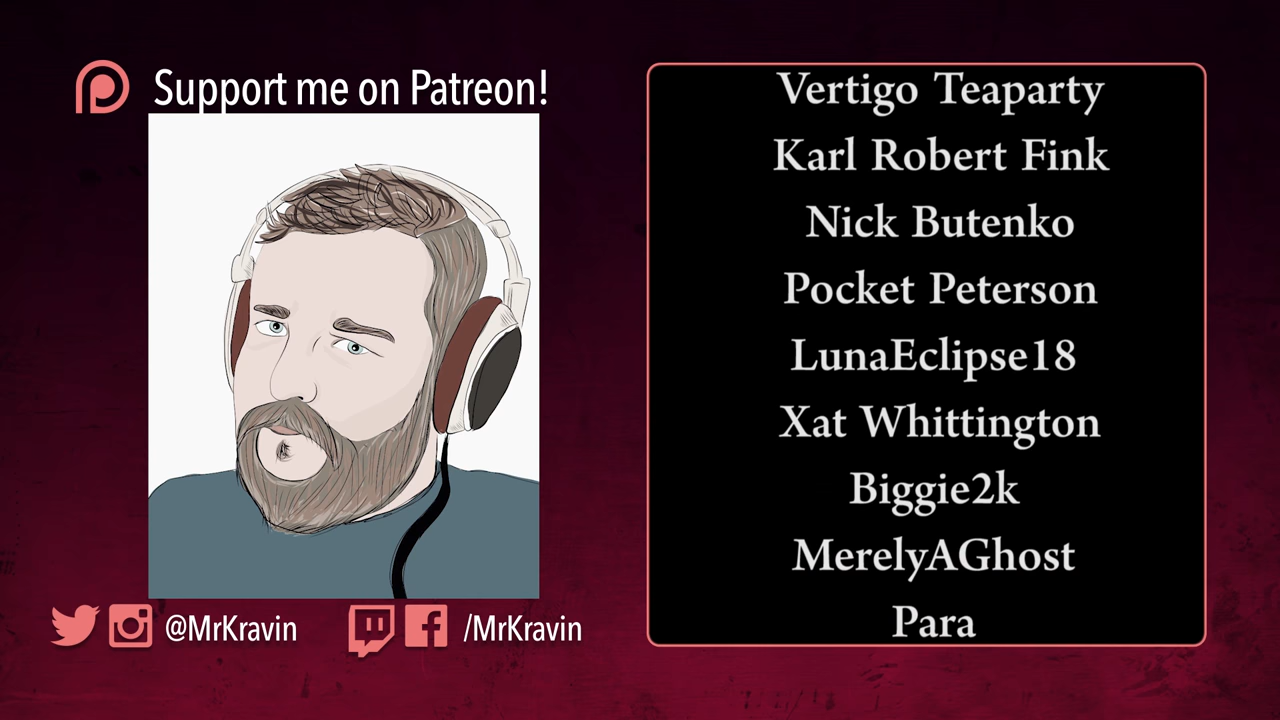 Support me on Patreon!
@MrKravin
/MrKravin
Vertigo Teaparty
Karl Robert Fink
Nick Butenko
Pocket Peterson
LunaEclipse18
Xat Whittington
Biggie2k
MerelyAGhost
Para